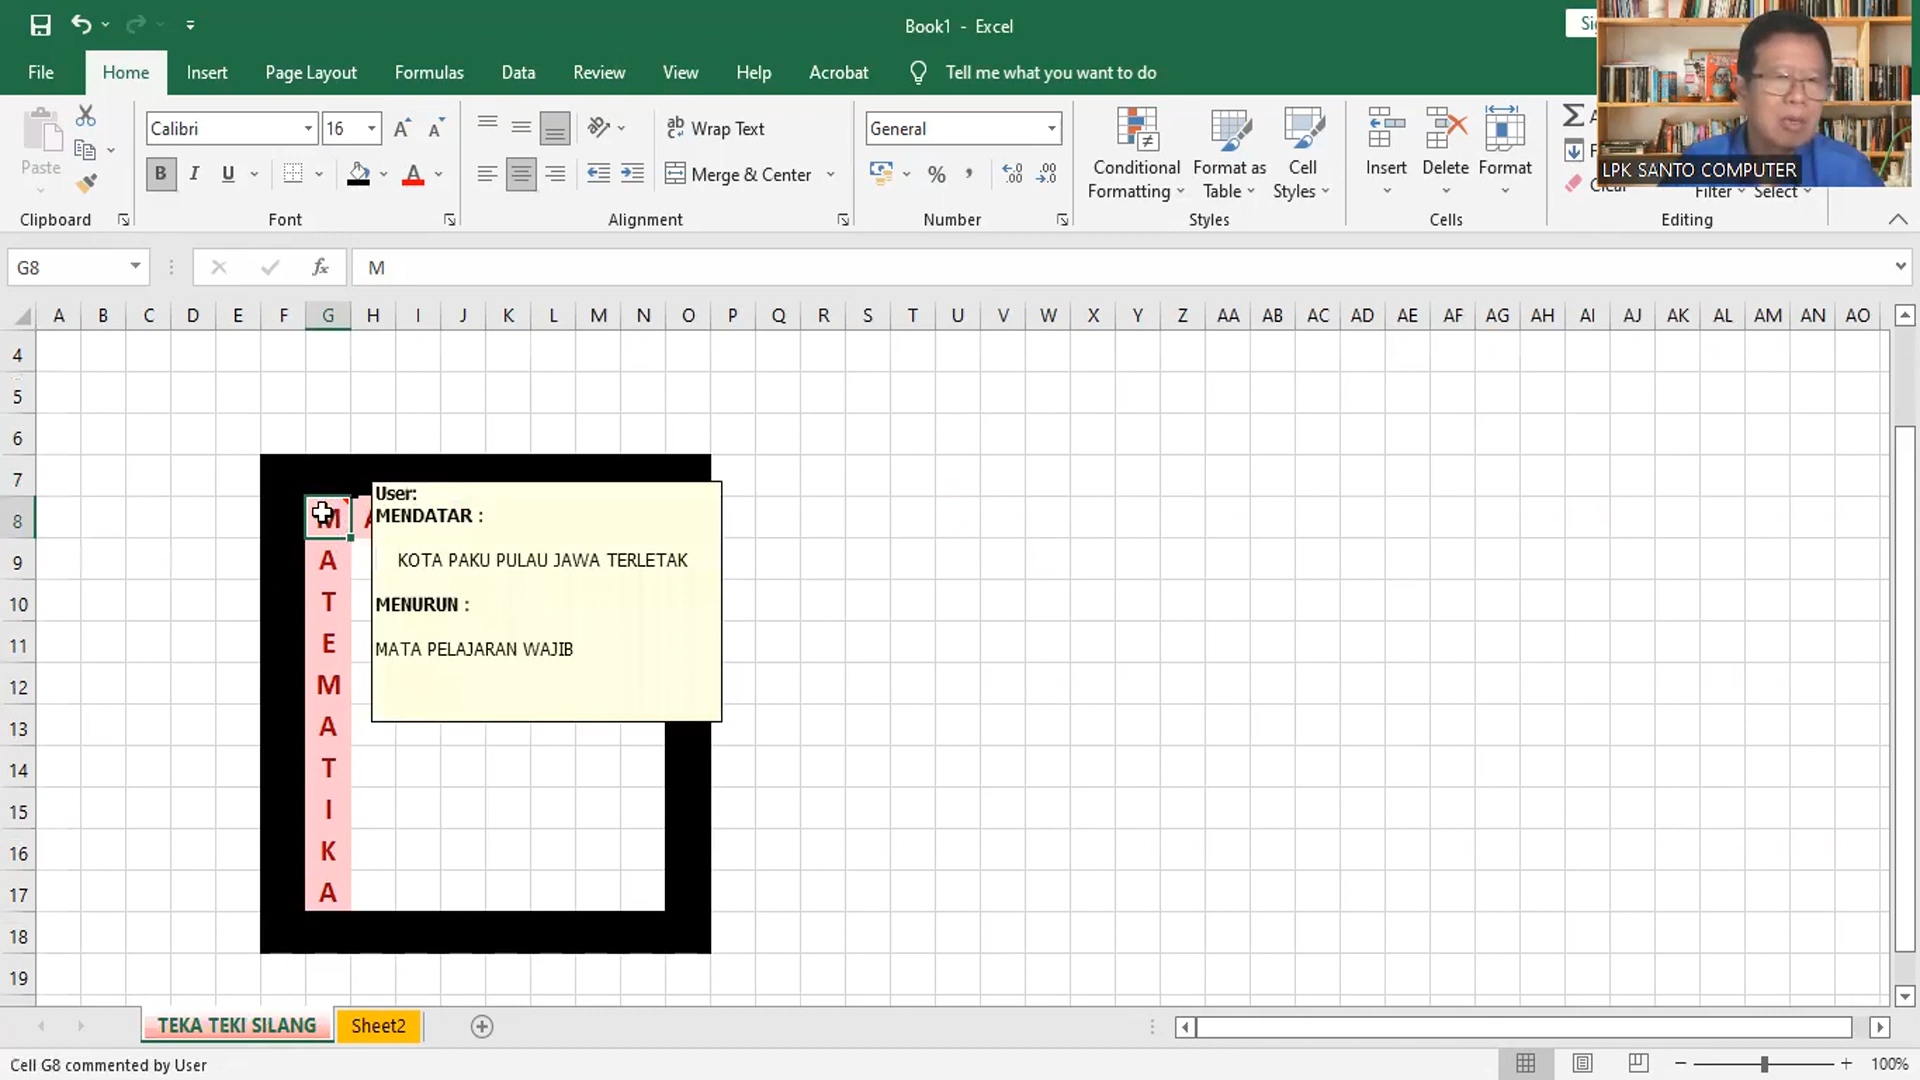 Book1 - Excel
File Home Insert Page Layout Formulas Data Review View Help Acrobat Tell me what you want to do
Paste
Clipboard
Calibri 16
B I U
Font
Wrap Text
Merge & Center
Alignment
General
%
Number
Conditional Formatting
Format as Table
Cell Styles
Styles
Insert
Delete
Format
Cells
Clear
Filter Select
Editing
LPK SANTO COMPUTER
G8
fx
M
A B C D E F G H I J K L M N O P Q R S T U V W X Y Z AA AB AC AD AE AF AG AH AI AJ AK AL AM AN AO
4
5
6
7
8 M A
9 A
10 T
11 E
12 M
13 A
14 T
15 I
16 K
17 A
18
19
User:
MENDATAR :
KOTA PAKU PULAU JAWA TERLETAK
MENURUN :
MATA PELAJARAN WAJIB
TEKA TEKI SILANG Sheet2
Cell G8 commented by User
100%